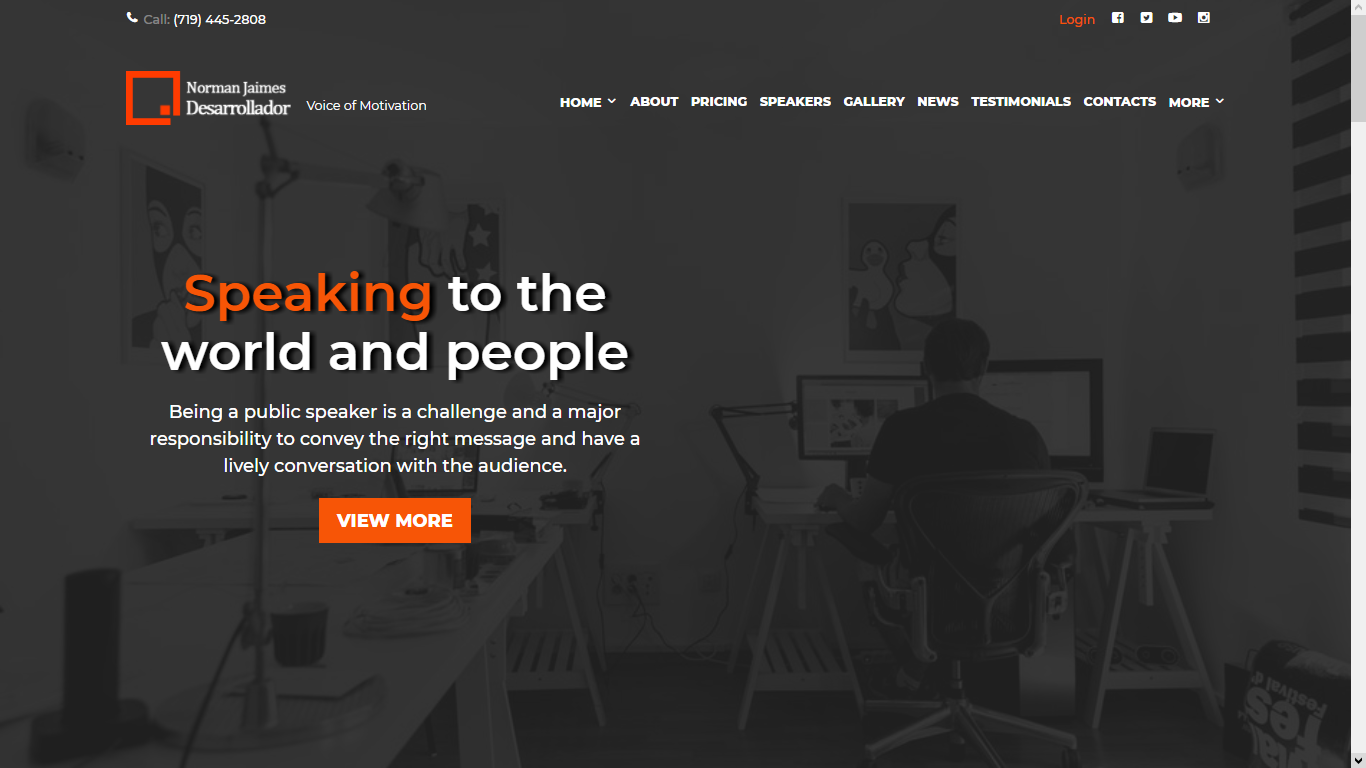 Call: (719) 445-2808
Login
Norman Jaimes
Desarrollador
Voice of Motivation
HOME
ABOUT
PRICING
SPEAKERS
GALLERY
NEWS
TESTIMONIALS
CONTACTS
MORE
Speaking to the
world and people
Being a public speaker is a challenge and a major
responsibility to convey the right message and have a
lively conversation with the audience.
VIEW MORE
Festival d'